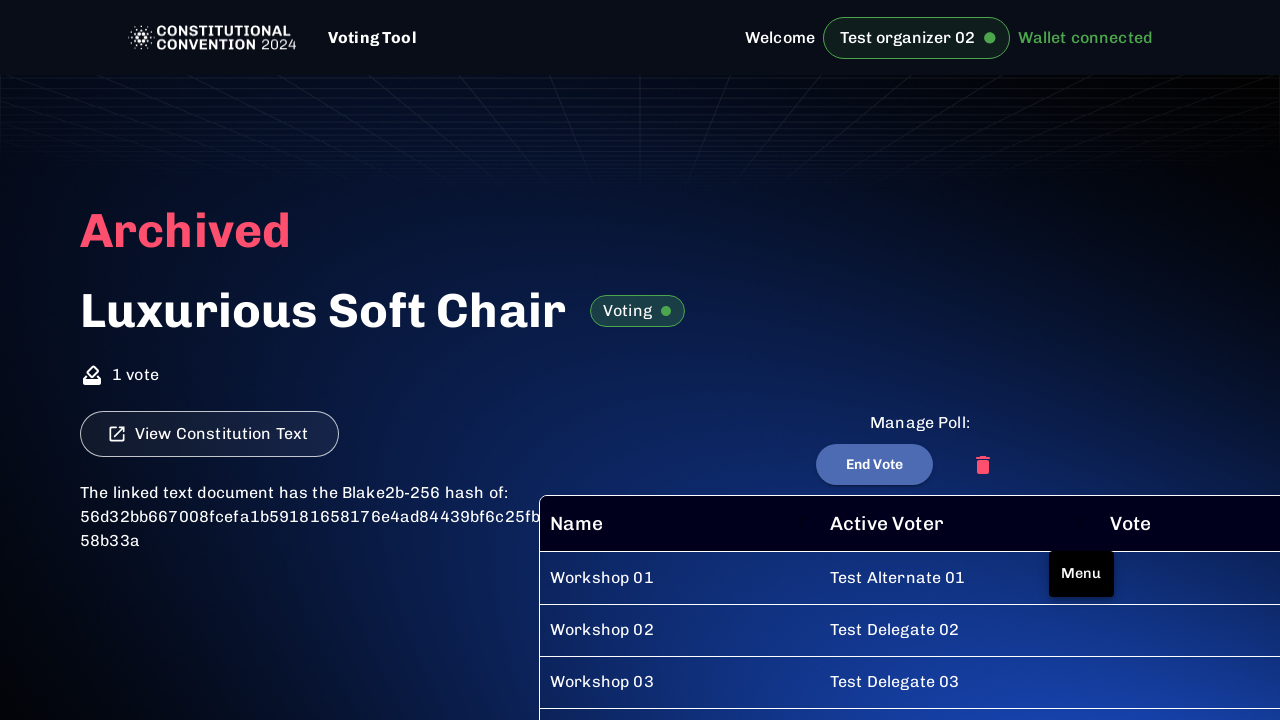 CONSTITUTIONAL
CONVENTION 2024
Voting Tool
Welcome
Test organizer 02
Wallet connected
Archived
Luxurious Soft Chair
Voting
1 vote
View Constitution Text
Manage Poll:
End Vote
The linked text document has the Blake2b-256 hash of:
56d32bb667008fcefa1b59181658176e4ad84439bf6c25fb
58b33a
Name Active Voter Vote
Menu
Workshop 01 Test Alternate 01
Workshop 02 Test Delegate 02
Workshop 03 Test Delegate 03